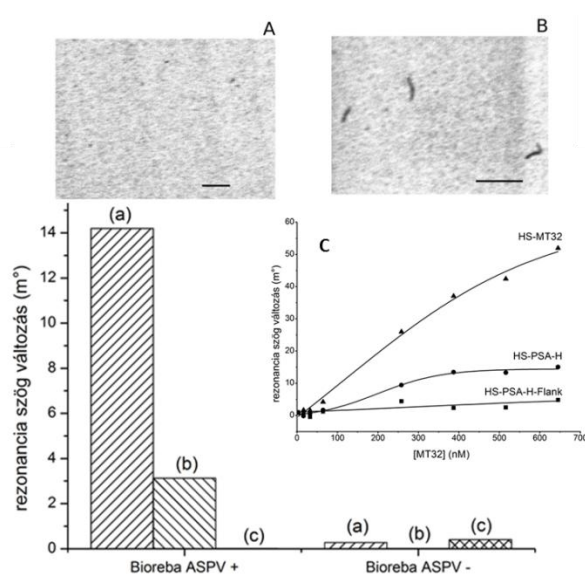 A
B
rezonancia szög változás (m°)
14
12
10
8
6
4
2
0
(a)
(b)
(c)
(a)
(b)
(c)
Bioreba ASPV +
Bioreba ASPV -
C
rezonancia szög változás (m°)
60
50
40
30
20
10
0
HS-MT32
HS-PSA-H
HS-PSA-H-Flank
0 100 200 300 400 500 600 700
[MT32] (nM)